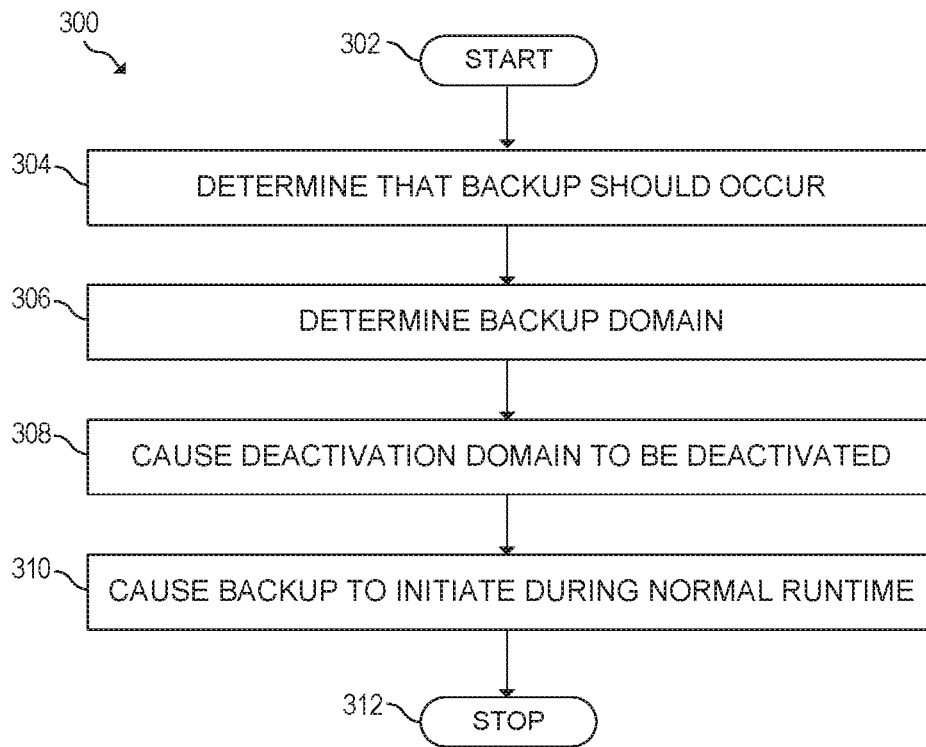 300
302
START
304
DETERMINE THAT BACKUP SHOULD OCCUR
306
DETERMINE BACKUP DOMAIN
308
CAUSE DEACTIVATION DOMAIN TO BE DEACTIVATED
310
CAUSE BACKUP TO INITIATE DURING NORMAL RUNTIME
312
STOP